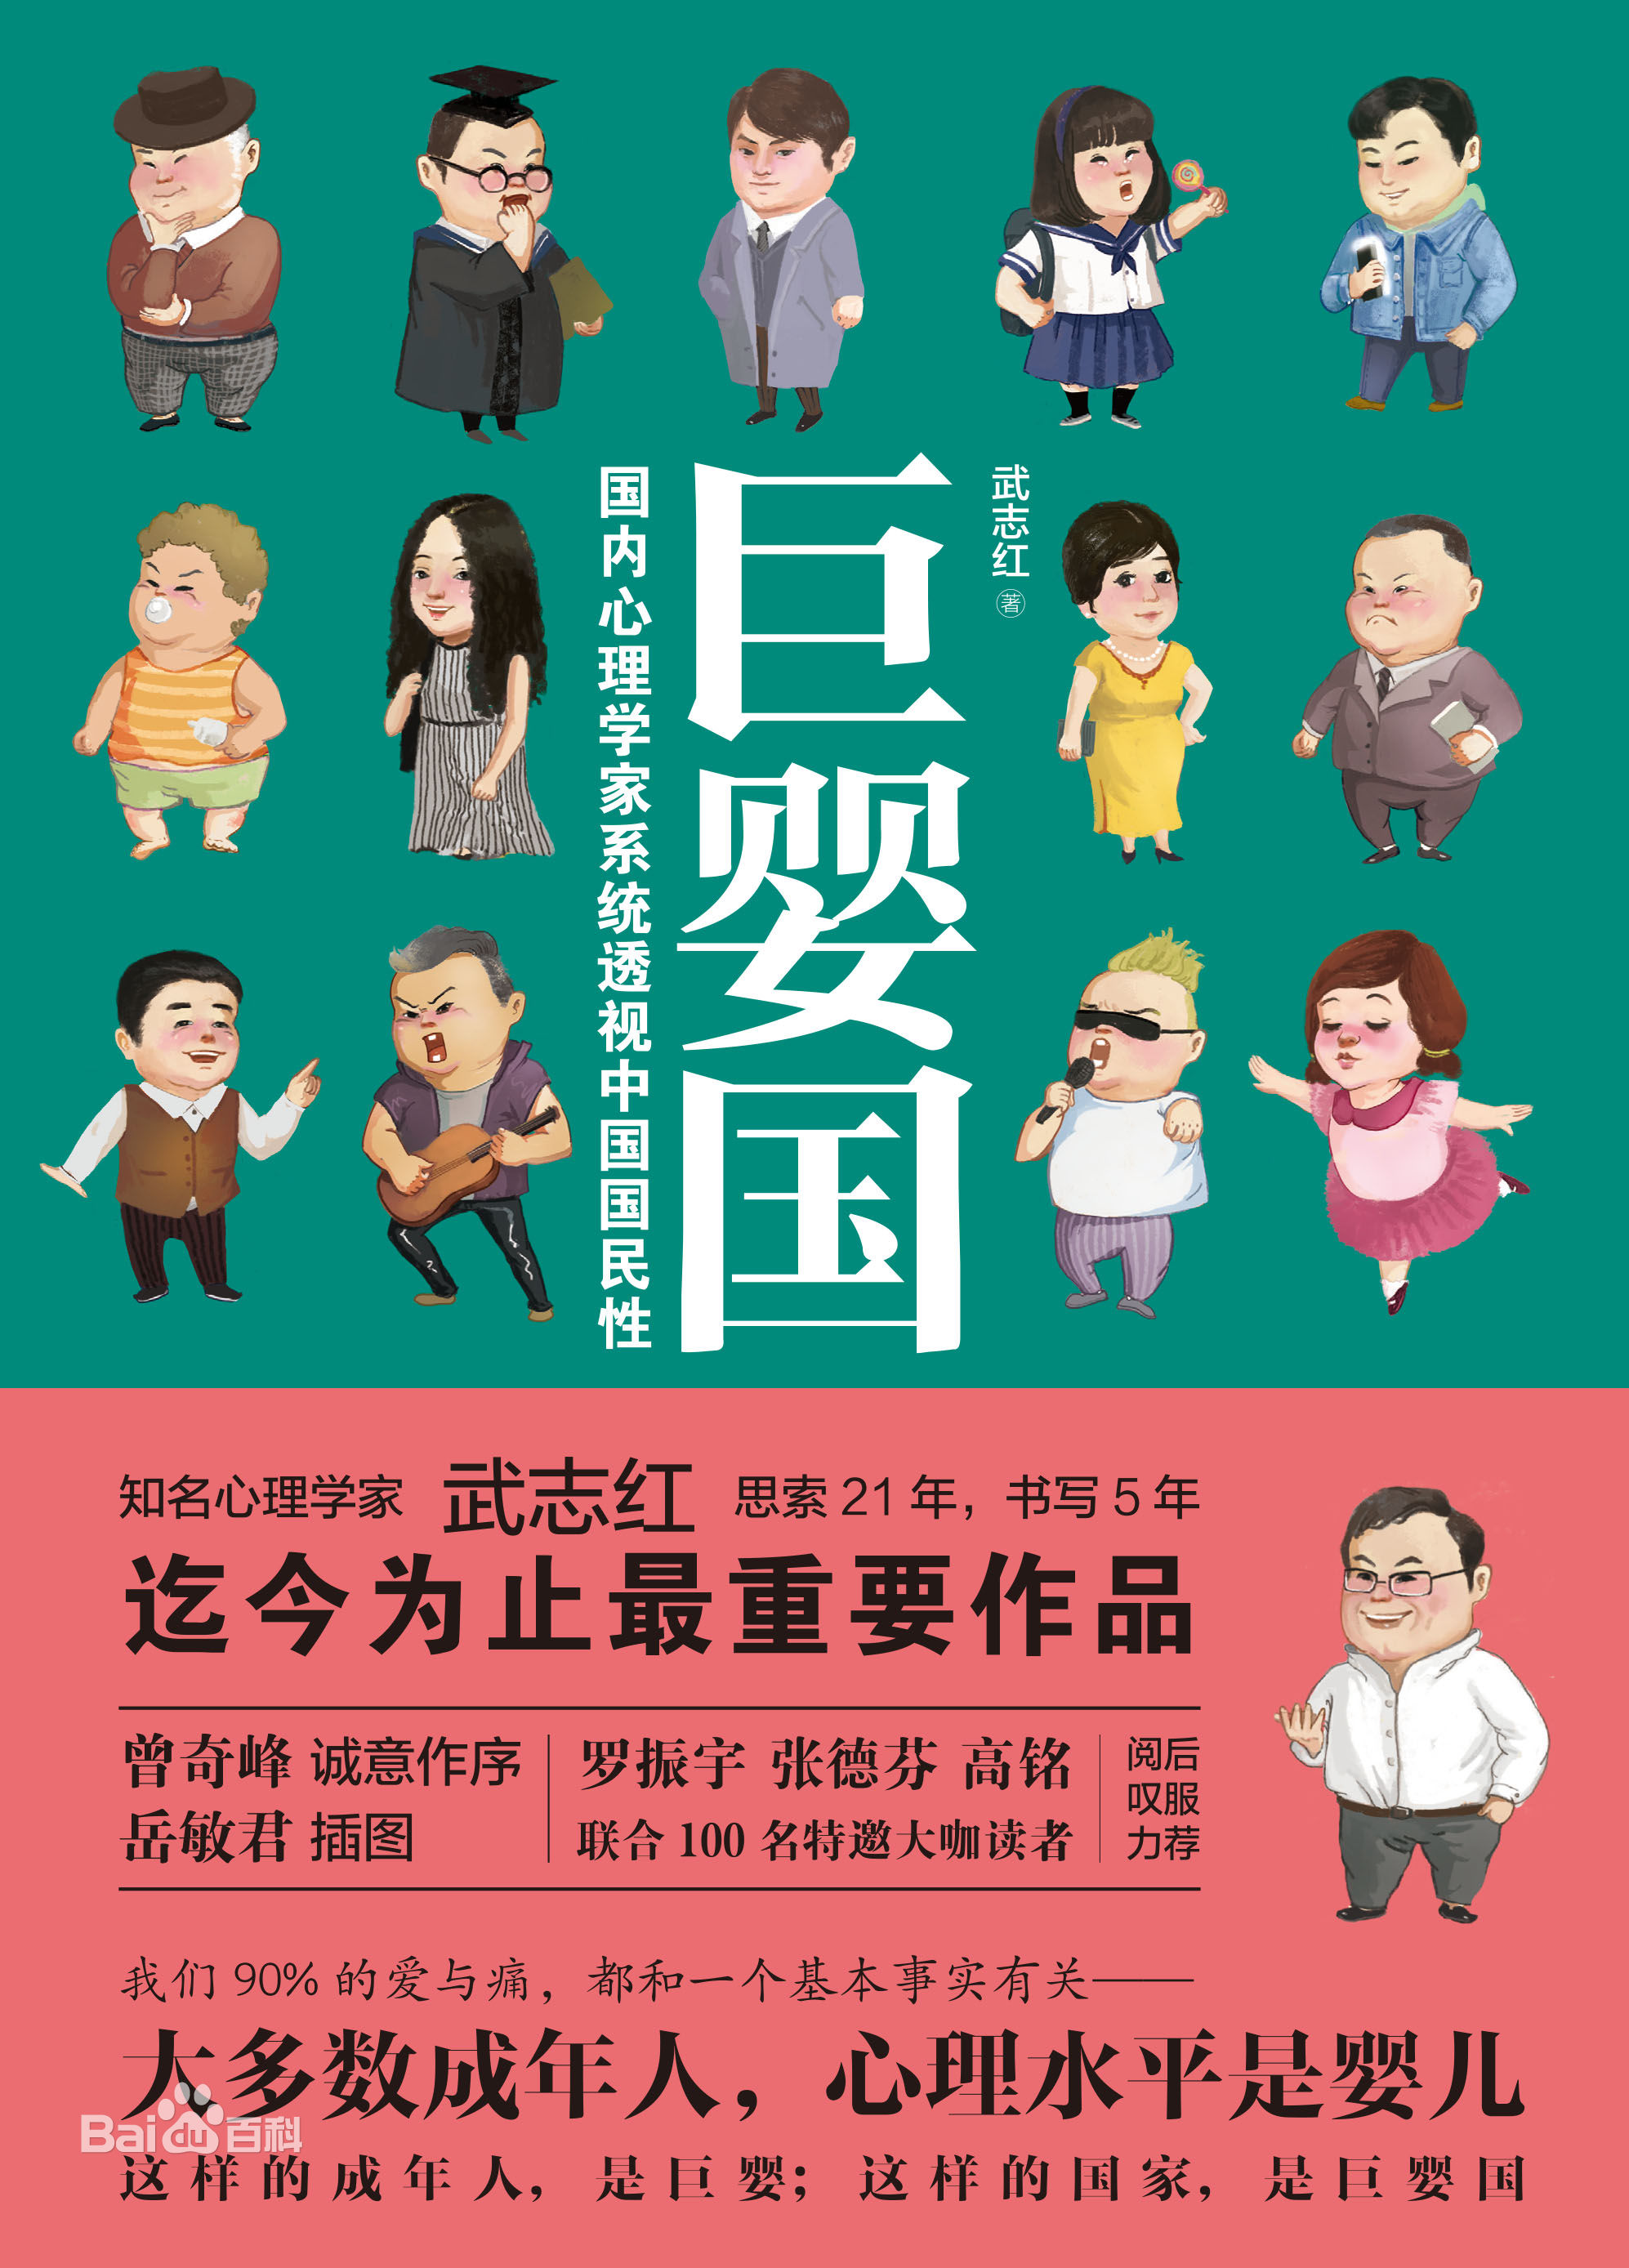 武志红 著
巨婴国
国内心理学家系统透视中国国民性
知名心理学家 武志红 思索21年，书写5年
迄今为止最重要作品
曾奇峰 诚意作序
岳敏君 插图
罗振宇 张德芬 高铭
联合100名特邀大咖读者
阅后
叹服
力荐
我们90%的爱与痛，都和一个基本事实有关——
大多数成年人，心理水平是婴儿
Baidu百科
这样的成年人，是巨婴；这样的国家，是巨婴国